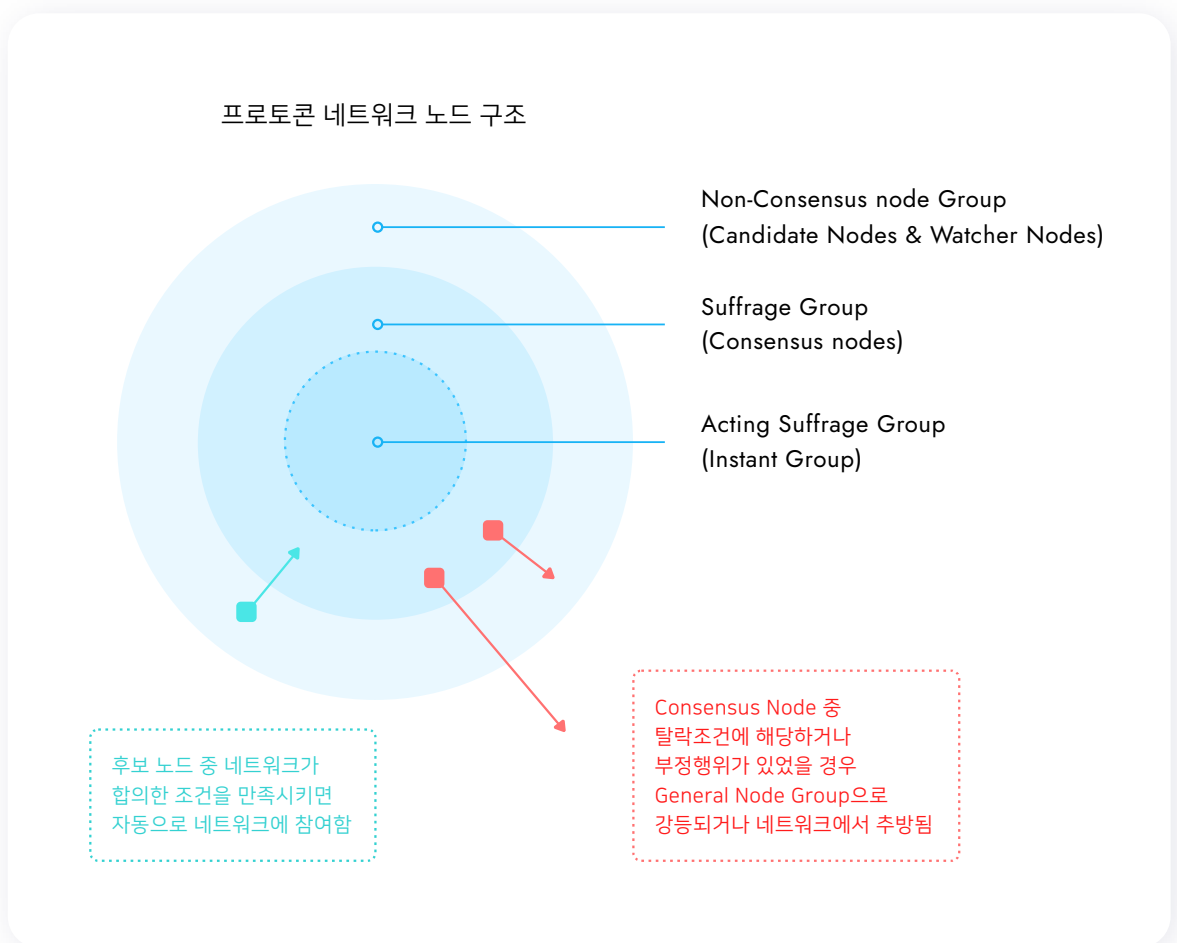 프로토콘 네트워크 노드 구조
Non-Consensus node Group
(Candidate Nodes & Watcher Nodes)
Suffrage Group
(Consensus nodes)
Acting Suffrage Group
(Instant Group)
후보 노드 중 네트워크가
합의한 조건을 만족시키면
자동으로 네트워크에 참여함
Consensus Node 중
탈락조건에 해당하거나
부정행위가 있었을 경우
General Node Group으로
강등되거나 네트워크에서 추방됨